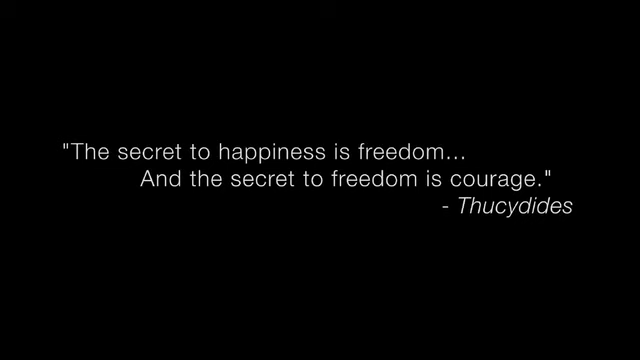 "The secret to happiness is freedom...
And the secret to freedom is courage."
- Thucydides